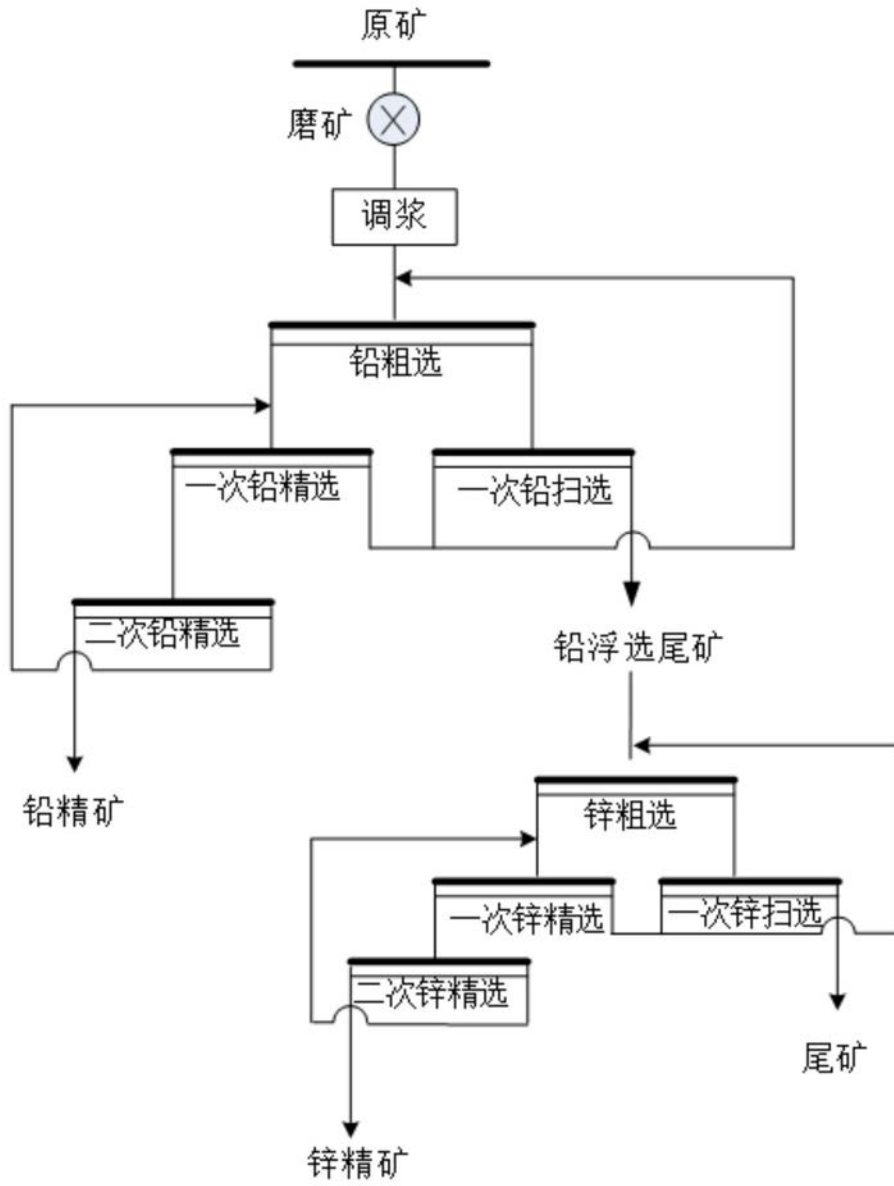 原矿
磨矿
调浆
铅粗选
一次铅精选
一次铅扫选
二次铅精选
铅浮选尾矿
铅精矿
锌粗选
一次锌精选
一次锌扫选
二次锌精选
尾矿
锌精矿